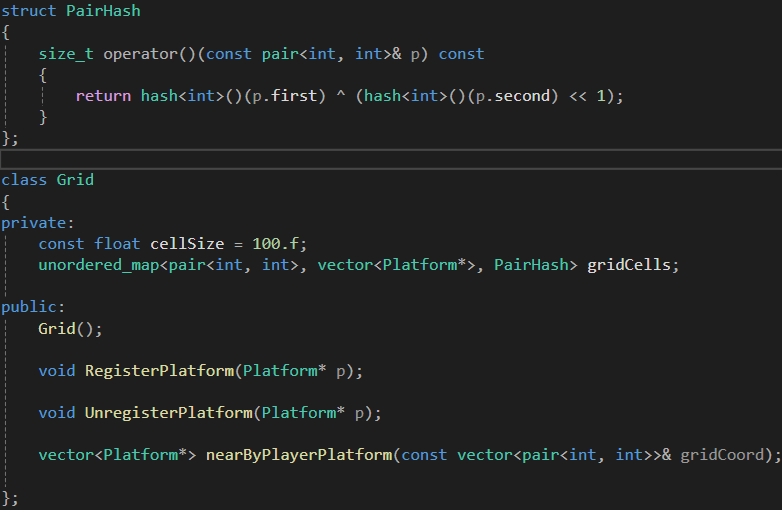 struct PairHash
{
    size_t operator()(const pair<int, int>& p) const
    {
        return hash<int>()(p.first) ^ (hash<int>()(p.second) << 1);
    }
};
class Grid
{
private:
    const float cellSize = 100.f;
    unordered_map<pair<int, int>, vector<Platform*>, PairHash> gridCells;
public:
    Grid();
    void RegisterPlatform(Platform* p);
    void UnregisterPlatform(Platform* p);
    vector<Platform*> nearByPlayerPlatform(const vector<pair<int, int>>& gridCoord);
};